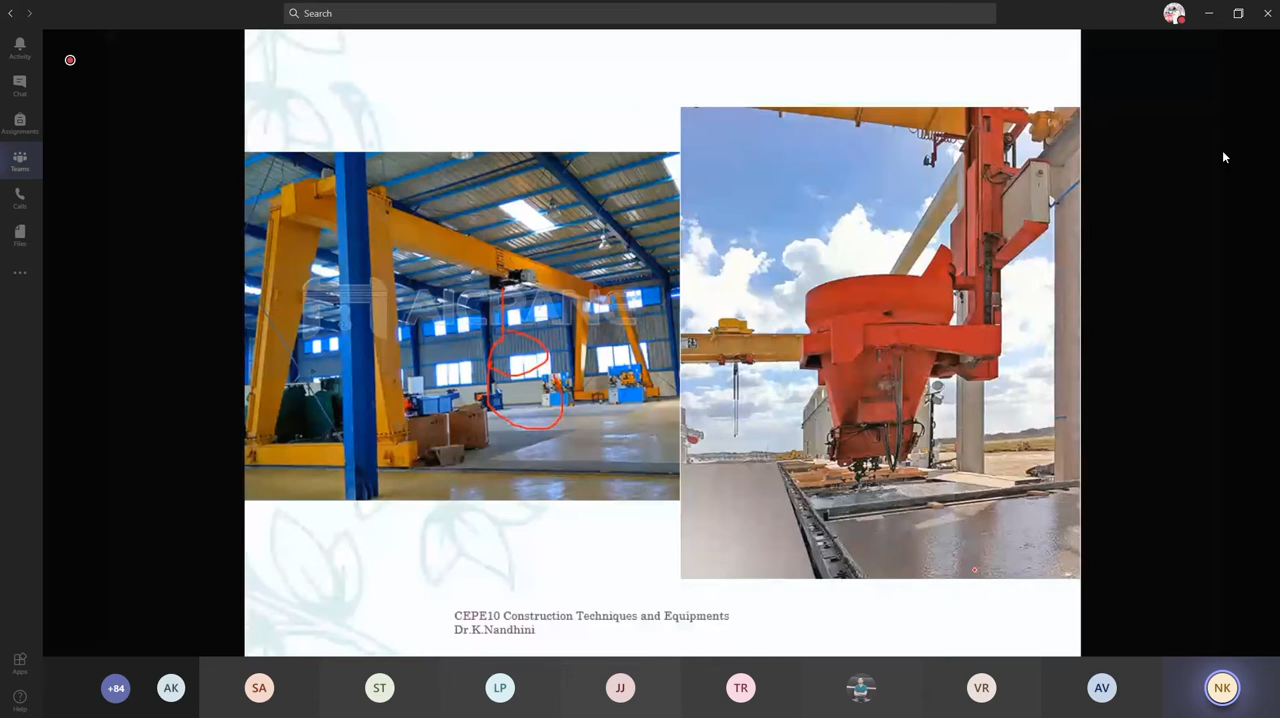 Search
Activity
Chat
Assignments
Teams
Calls
Files
Apps
Help
CEPE10 Construction Techniques and Equipments
Dr.K.Nandhini
+84
AK
SA
ST
LP
JJ
TR
VR
AV
NK